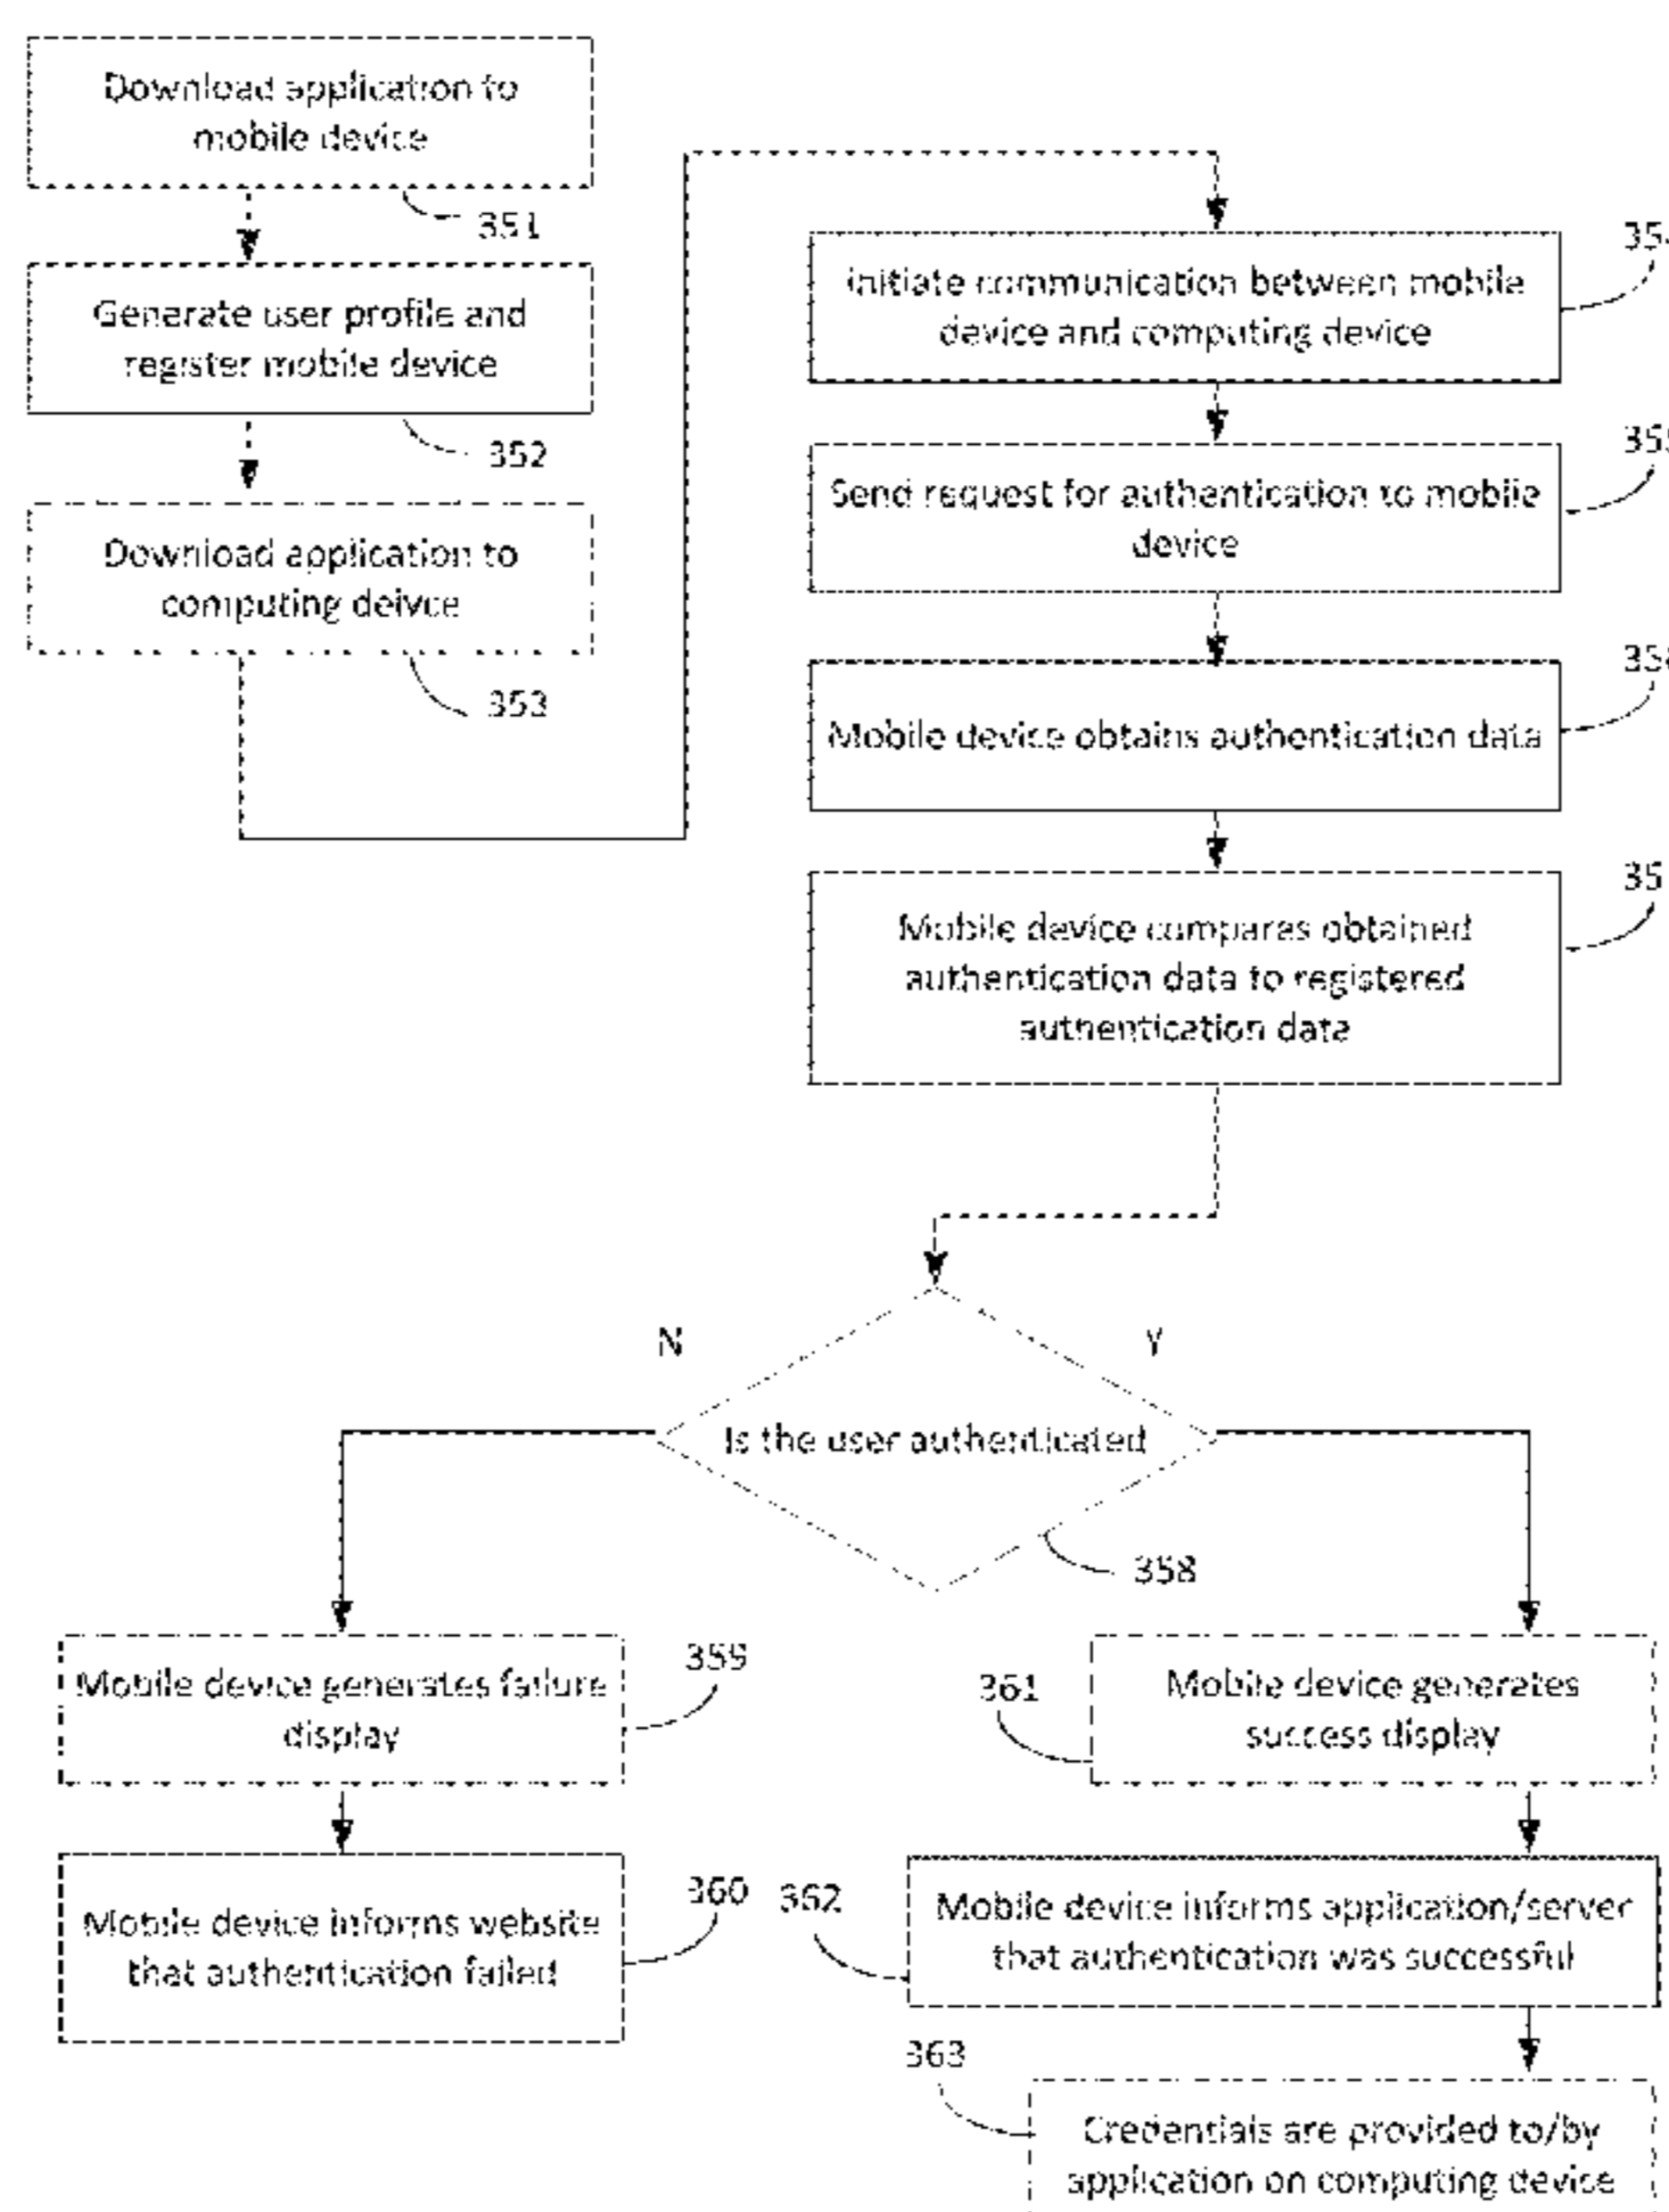 Download application to
mobile device
351
Generate user profile and
register mobile device
352
Download application to
computing deivce
353
initiate communication between mobile
device and computing device
Send request for authentication to mobile
device
355
Mobile device obtains authentication data
Mobile device compares obtained
authentication data to registered
authentication data
35
N
Y
Is the user authenticated
358
Mobile device generates failure
display
359
Mobile device informs website
that authentication failed
360
361
Mobile device generates
success display
362
Mobile device informs application/server
that authentication was successful
363
Credentials are provided to/by
application on computing device